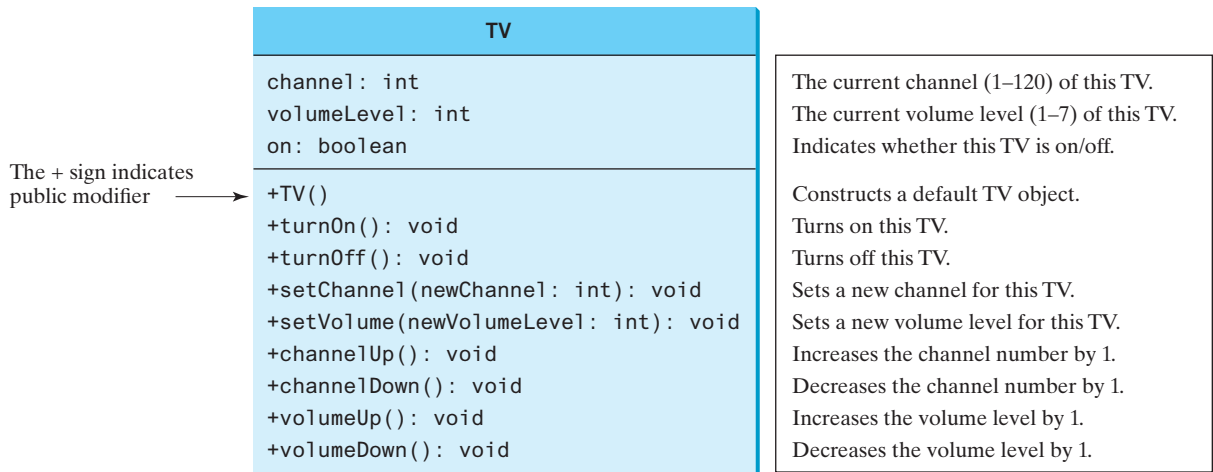 TV
channel: int
The current channel (1–120) of this TV.
volumeLevel: int
The current volume level (1–7) of this TV.
on: boolean
Indicates whether this TV is on/off.
The + sign indicates
public modifier
+TV()
Constructs a default TV object.
+turnOn(): void
Turns on this TV.
+turnOff(): void
Turns off this TV.
+setChannel(newChannel: int): void
Sets a new channel for this TV.
+setVolume(newVolumeLevel: int): void
Sets a new volume level for this TV.
+channelUp(): void
Increases the channel number by 1.
+channelDown(): void
Decreases the channel number by 1.
+volumeUp(): void
Increases the volume level by 1.
+volumeDown(): void
Decreases the volume level by 1.